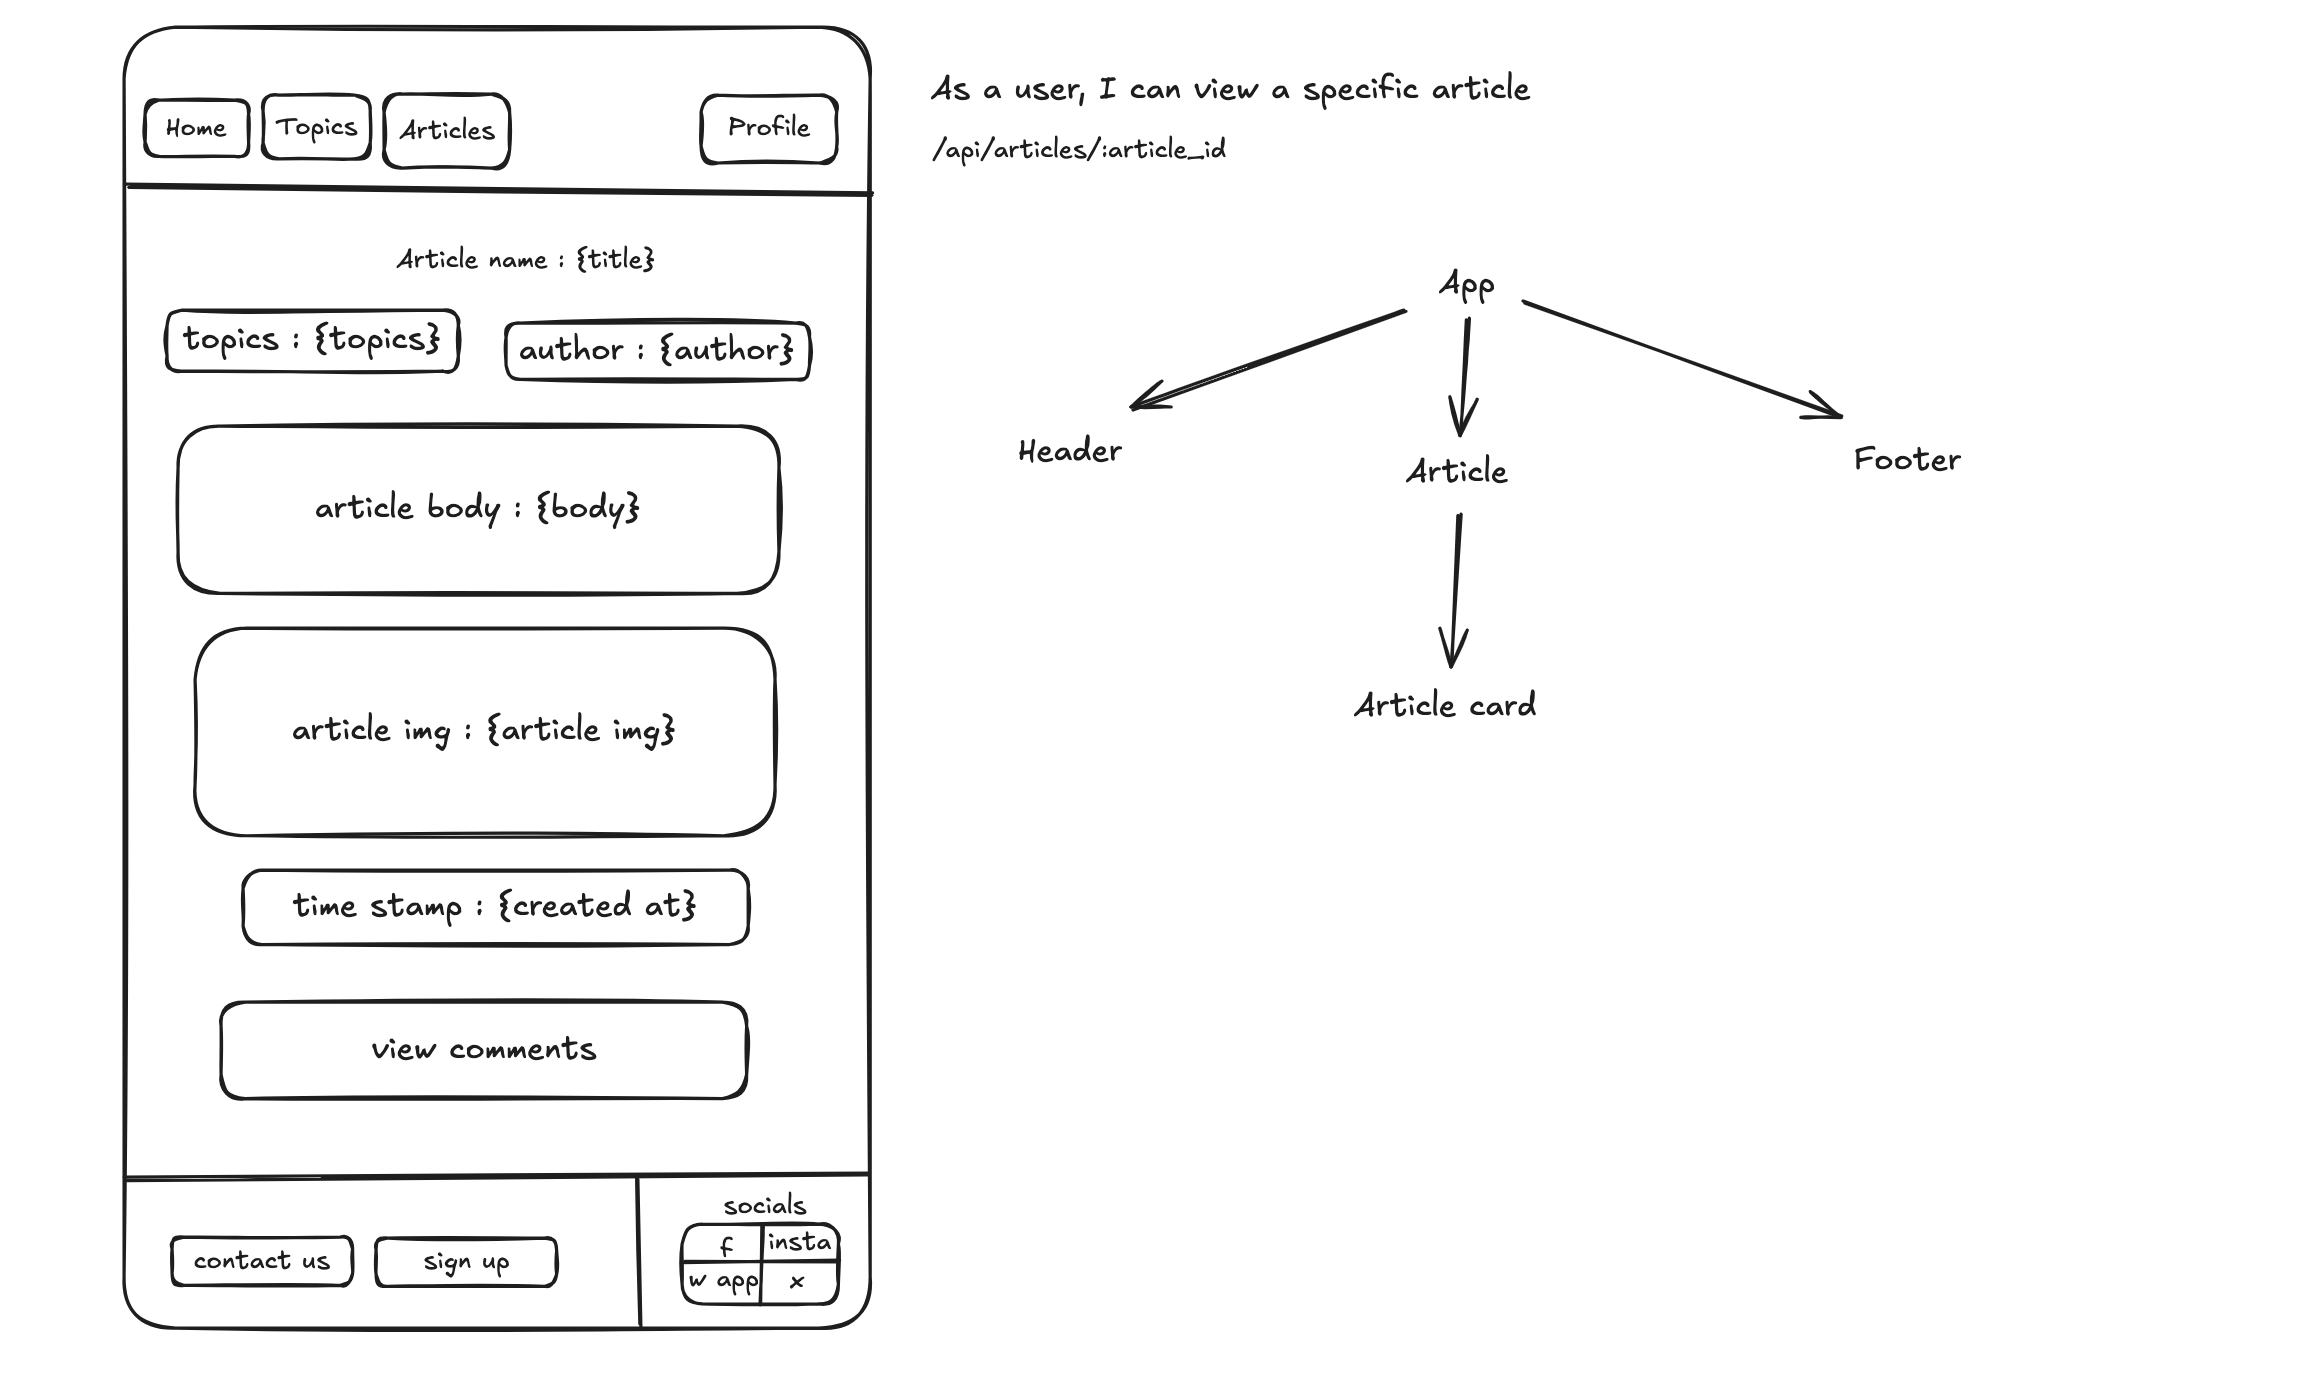 Home
Topics
Articles
Profile
Article name : {title}
topics : {topics}
author : {author}
article body : {body}
article img : {article img}
time stamp : {created at}
view comments
contact us
sign up
socials
f
insta
w app
x
As a user, I can view a specific article
/api/articles/:article_id
App
Header
Article
Footer
Article card